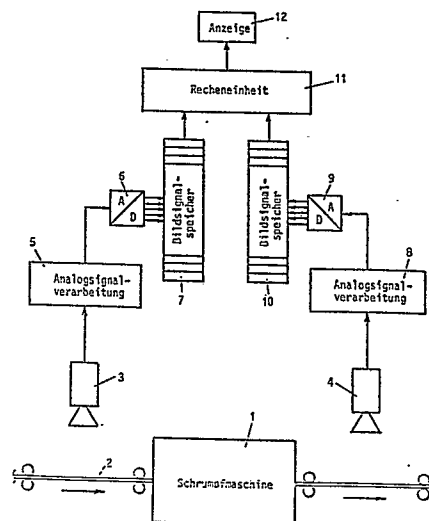 12
Anzeige
11
Recheneinheit
6
A
D
Bildsignal-
speicher
7
Bildsignal-
speicher
10
9
A
D
5
Analogsignal-
verarbeitung
8
Analogsignal-
verarbeitung
3
4
1
2
Schrumpfmaschine